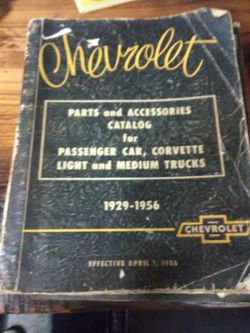 Chevrolet
PARTS and ACCESSORIES
CATALOG
for
PASSENGER CAR, CORVETTE
LIGHT and MEDIUM TRUCKS
1929-1956
CHEVROLET
EFFECTIVE APRIL 1, 1956